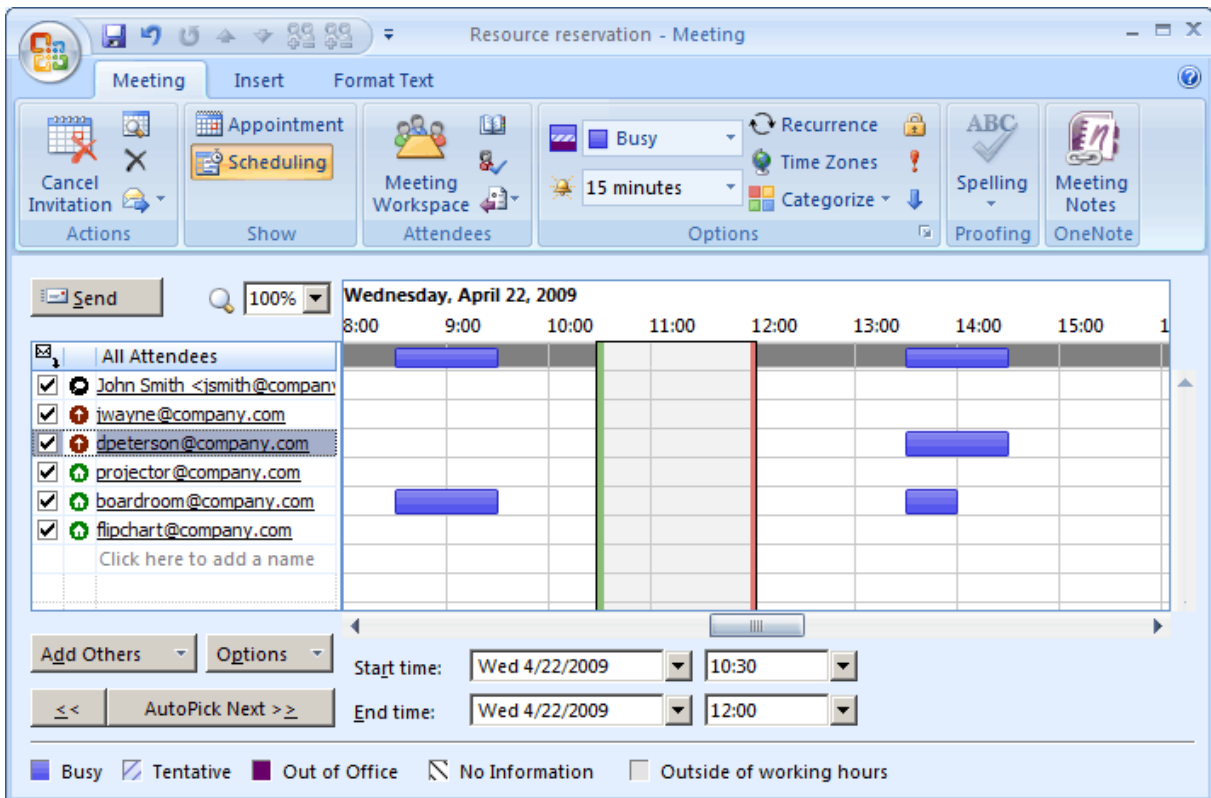 Resource reservation - Meeting
Meeting Insert Format Text
Cancel Invitation
Actions
Appointment
Scheduling
Show
Meeting Workspace
Attendees
Busy
15 minutes
Recurrence
Time Zones
Categorize
Options
ABC
Spelling
Proofing
Meeting Notes
OneNote
Send
100%
Wednesday, April 22, 2009
8:00 9:00 10:00 11:00 12:00 13:00 14:00 15:00 1
All Attendees
John Smith <jsmith@company
jwayne@company.com
dpeterson@company.com
projector@company.com
boardroom@company.com
flipchart@company.com
Click here to add a name
Add Others Options
<< AutoPick Next >>
Start time: Wed 4/22/2009 10:30
End time: Wed 4/22/2009 12:00
Busy Tentative Out of Office No Information Outside of working hours